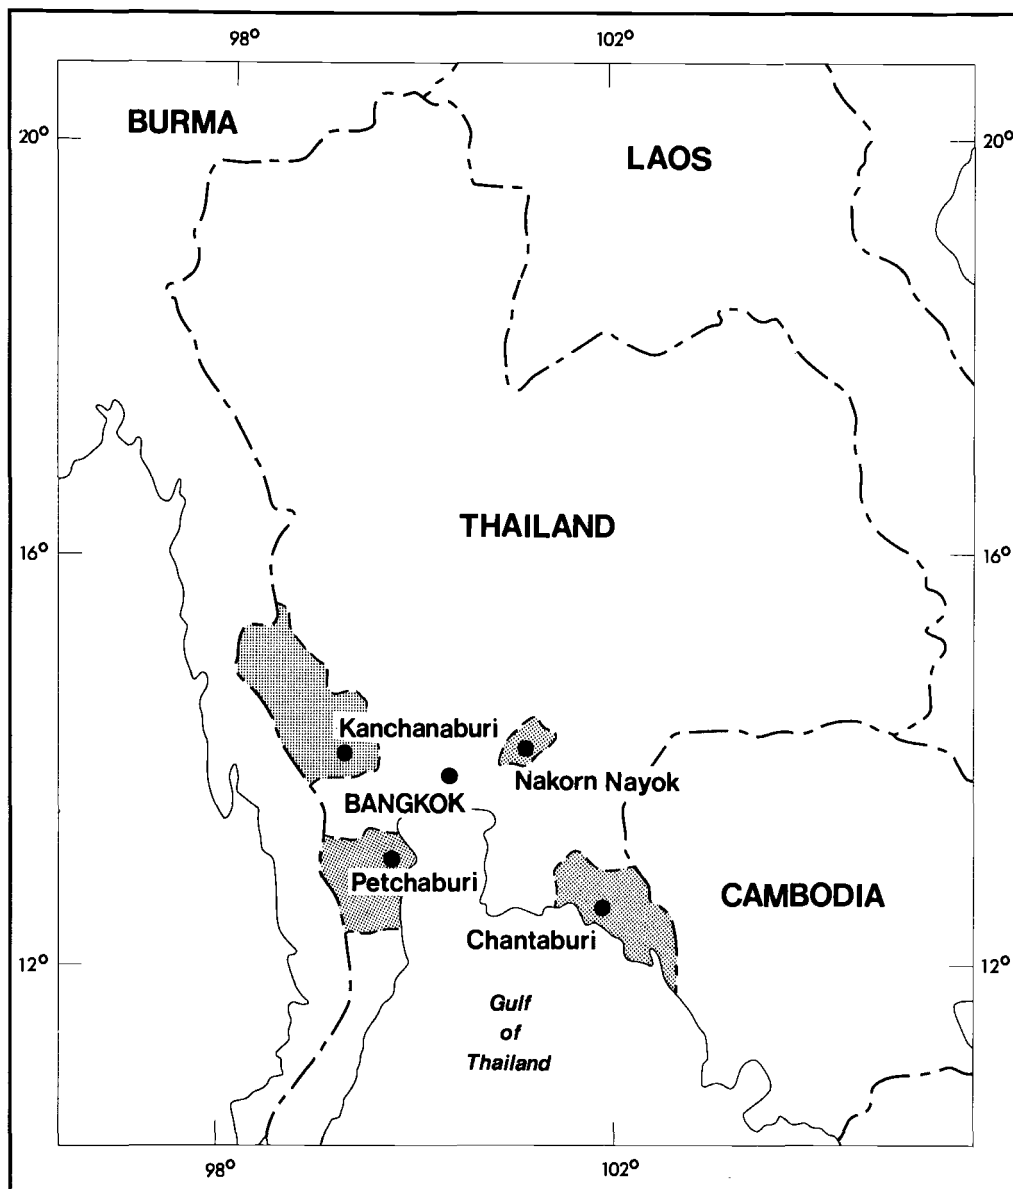 98°
102°
BURMA
20°
LAOS
20°
THAILAND
16°
16°
Kanchanaburi
Nakorn Nayok
BANGKOK
Petchaburi
CAMBODIA
Chantaburi
12°
12°
Gulf
of
Thailand
98°
102°